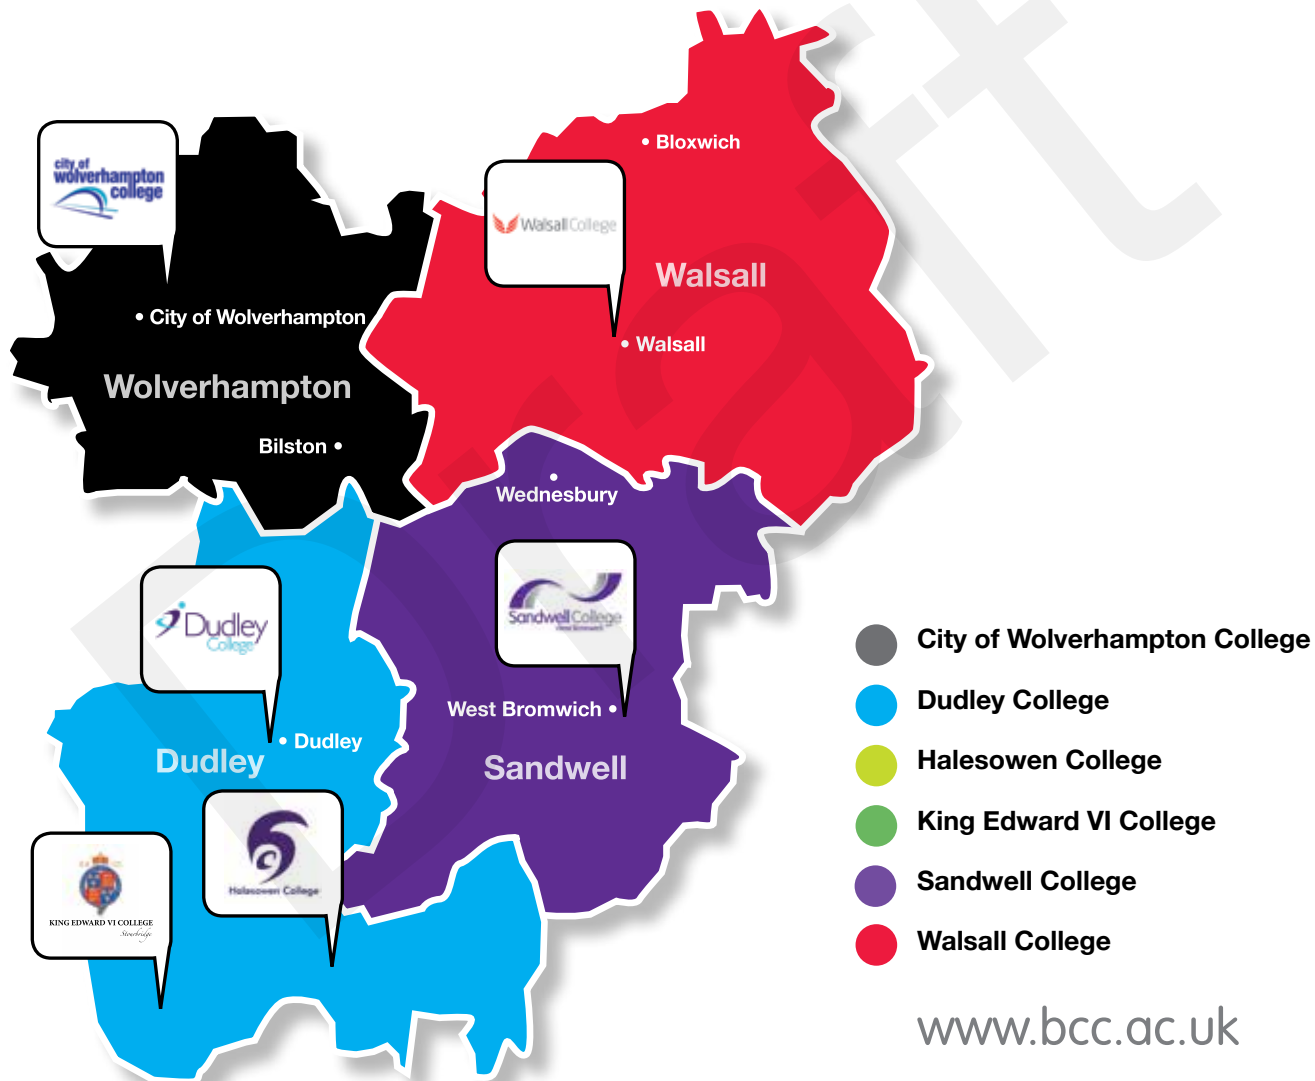 Bloxwich
city of
wolverhampton
college
Walsall College
Walsall
City of Wolverhampton
Walsall
Wolverhampton
Bilston
Wednesbury
Dudley
College
Sandwell College
West Bromwich
Dudley
Dudley
Sandwell
Halesowen College
KING EDWARD VI COLLEGE
Stourbridge
City of Wolverhampton College
Dudley College
Halesowen College
King Edward VI College
Sandwell College
Walsall College
www.bcc.ac.uk
Draft